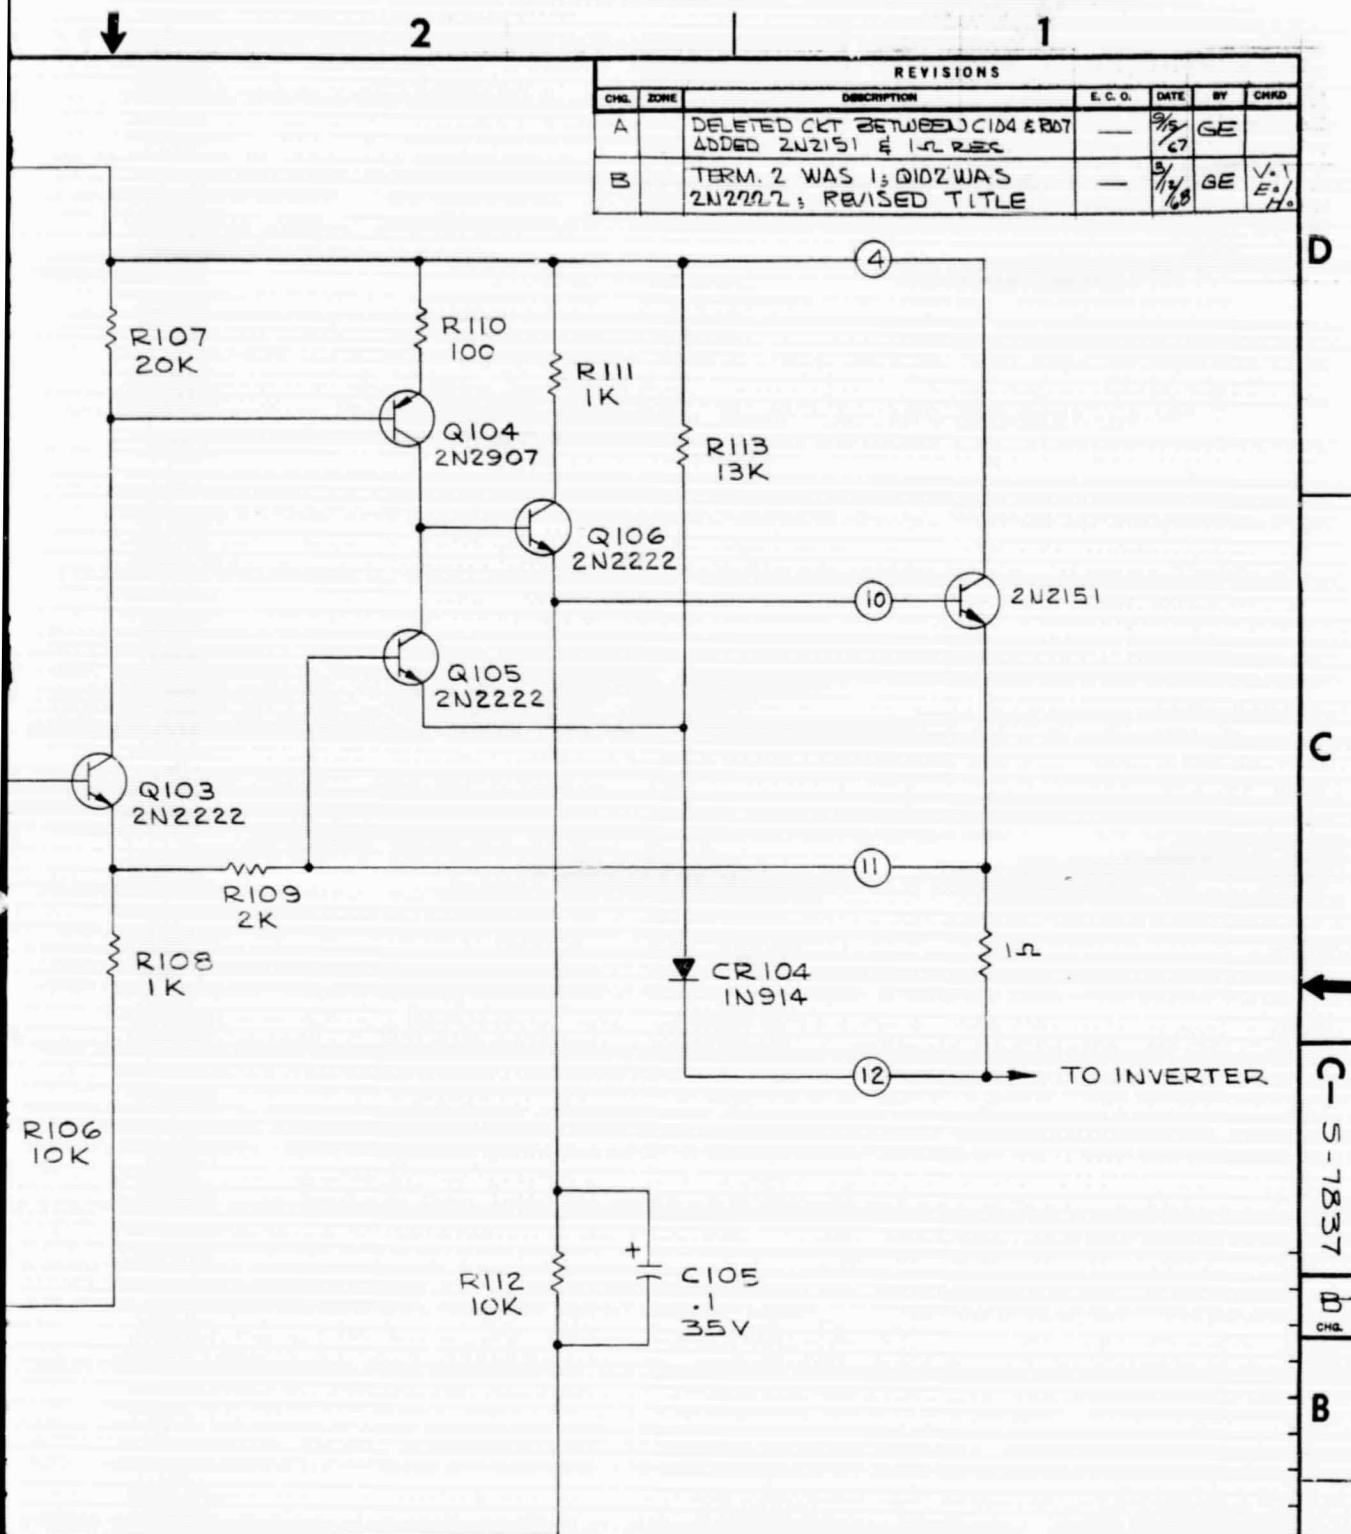 2
1
REVISIONS
CHG. ZONE DESCRIPTION E. C. O. DATE BY CHKD
A DELETED CKT BETWEEN C104 & R107 — 9/5/67 GE
ADDED 2N2151 & 1Ω RES
B TERM. 2 WAS 1; Q102 WAS — GE
2N2222; REVISED TITLE
D
4
R107
20K
R110
100
R111
1K
Q104
2N2907
R113
13K
Q106
2N2222
10
2N2151
Q105
2N2222
C
Q103
2N2222
11
R109
2K
R108
1K
CR104
1N914
1Ω
12
TO INVERTER
R106
10K
C-S-7837
R112
10K
+
C105
.1
35V
B
CHG.
B